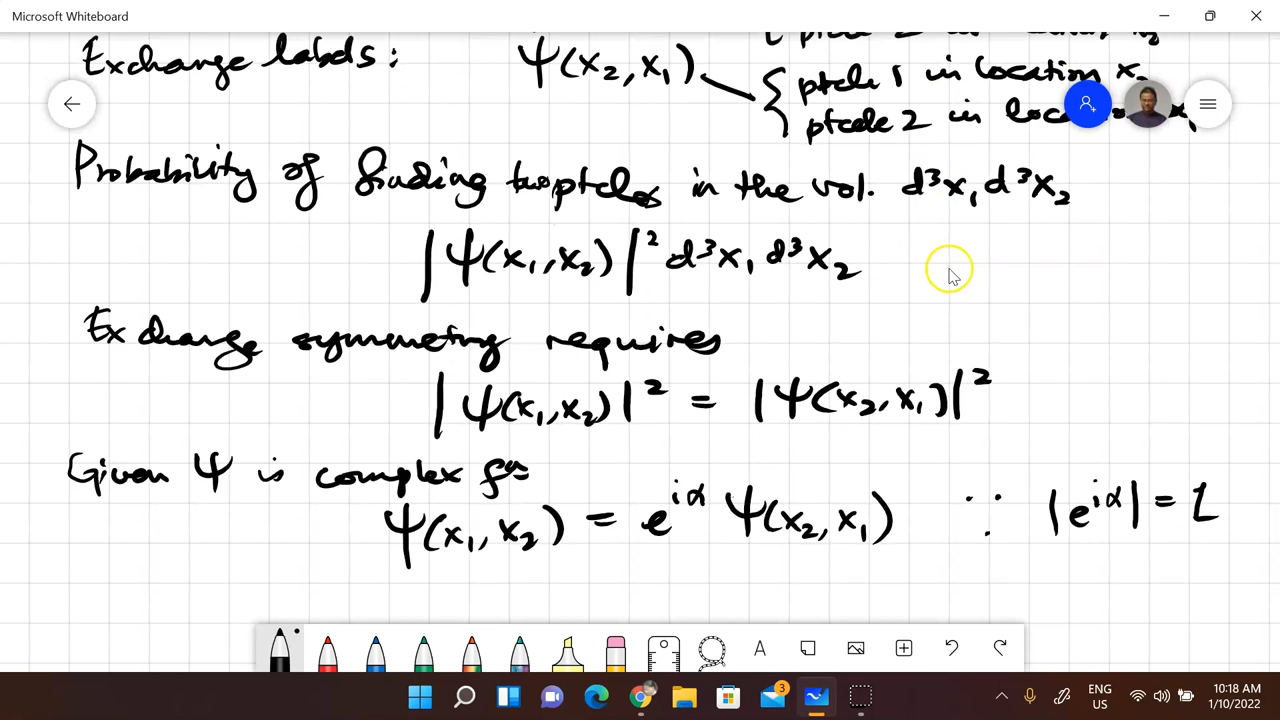 Microsoft Whiteboard
Exchange labels: Ψ(x₂, x₁)
ptcle 1 in location x₂
ptcle 2 in x₁
Probability of finding two ptcles in the vol. d³x₁ d³x₂
|Ψ(x₁, x₂)|² d³x₁ d³x₂
Exchange symmetry requires
|Ψ(x₁, x₂)|² = |Ψ(x₂, x₁)|²
Given Ψ is complex fⁿ
Ψ(x₁, x₂) = e^{iα} Ψ(x₂, x₁) ∵ |e^{iα}| = 1
A
3
ENG
US
10:18 AM
1/10/2022